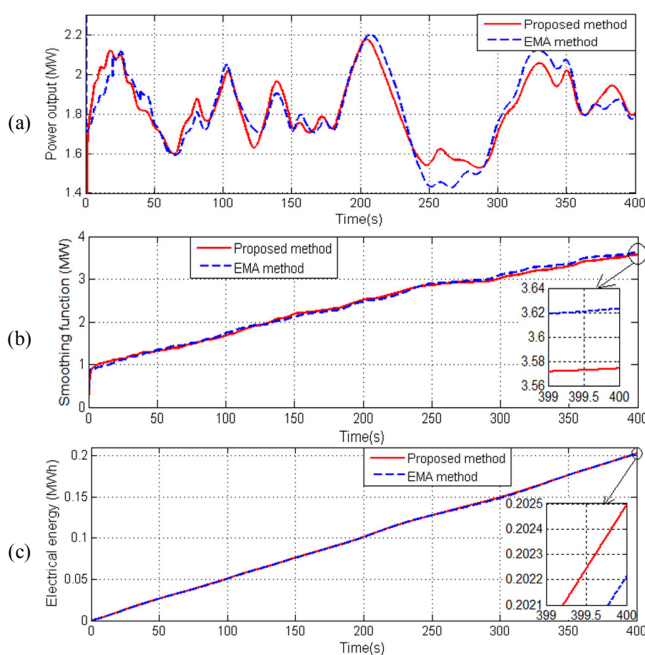 (a)
Power output (MW)
2.2
2
1.8
1.6
1.4
Proposed method
EMA method
0 50 100 150 200 250 300 350 400
Time(s)
(b)
Smoothing function (MW)
4
3
2
1
0
Proposed method
EMA method
3.64
3.62
3.6
3.58
3.56
399 399.5 400
0 50 100 150 200 250 300 350 400
Time(s)
(c)
Electrical energy (MWh)
0.2
0.15
0.1
0.05
0
Proposed method
EMA method
0.2025
0.2024
0.2023
0.2022
0.2021
399 399.5 400
0 50 100 150 200 250 300 350 400
Time(s)